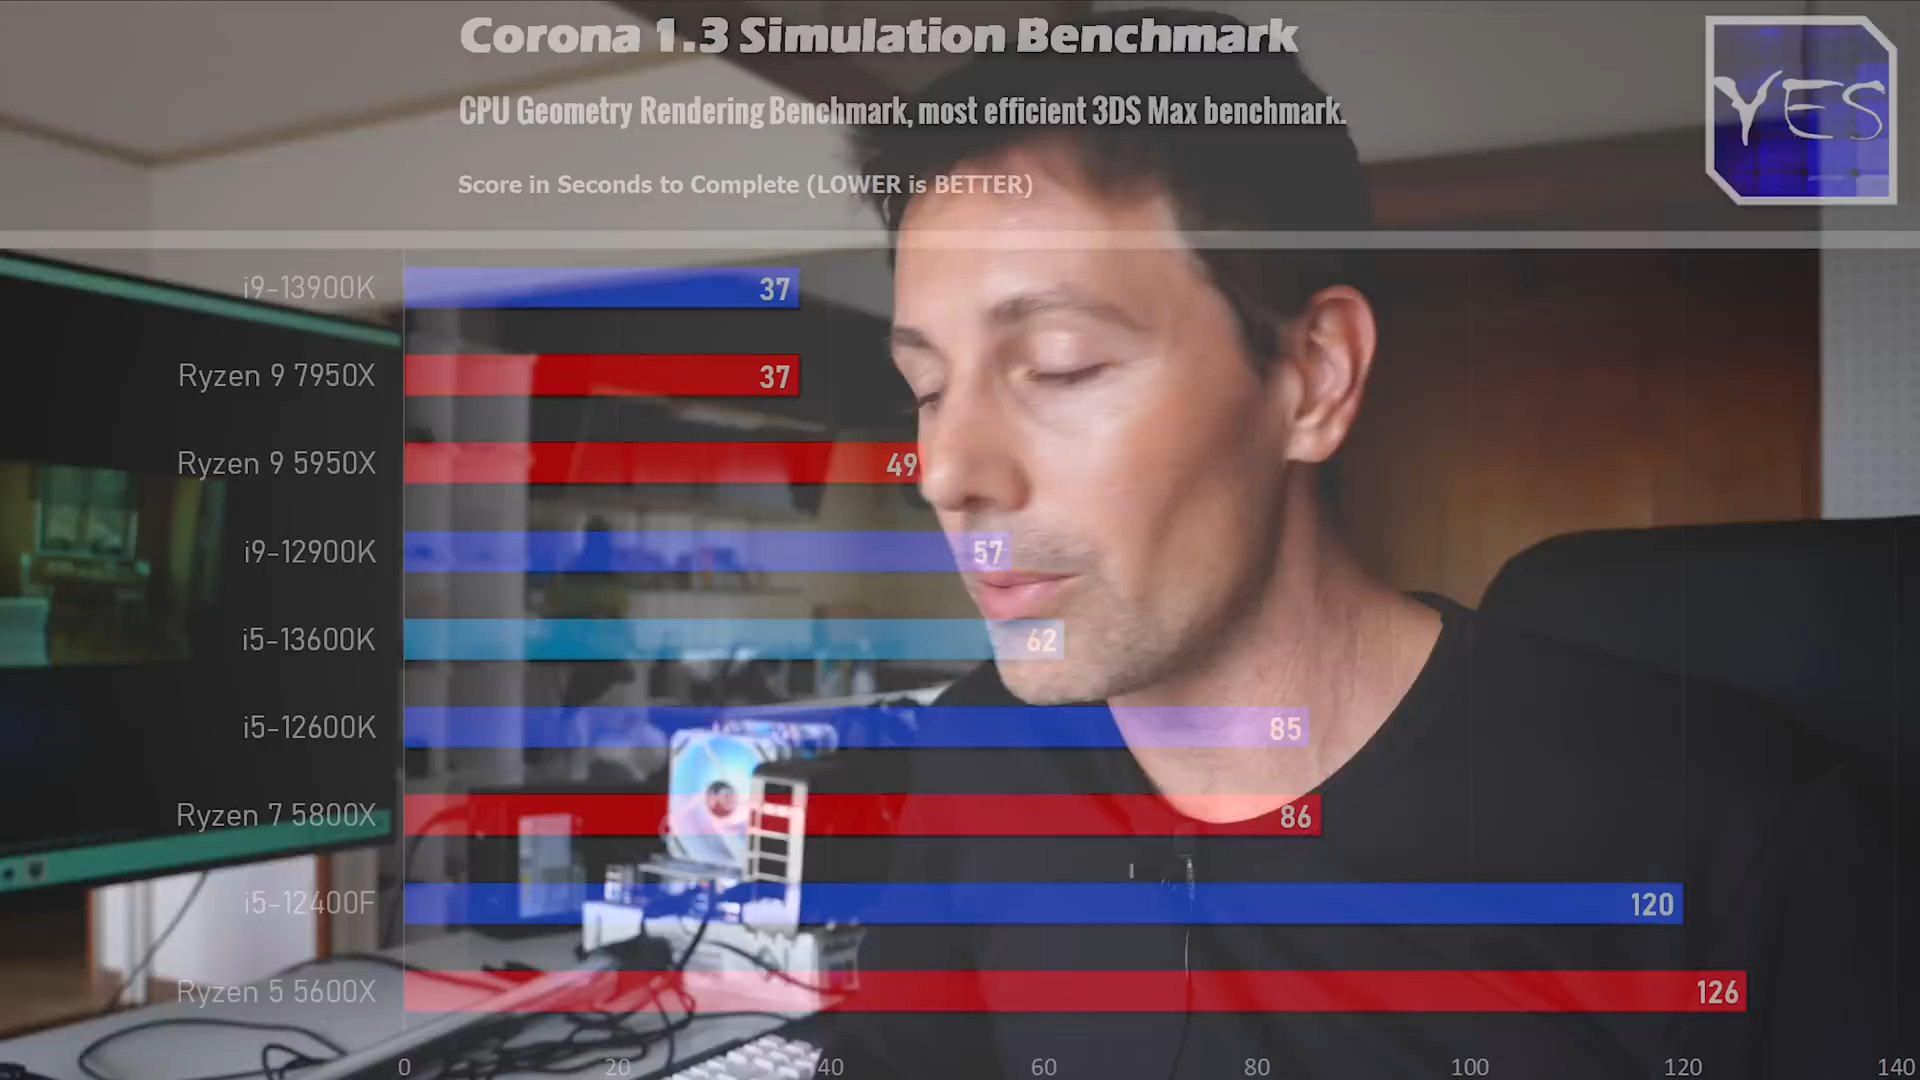 Corona 1.3 Simulation Benchmark
CPU Geometry Rendering Benchmark, most efficient 3DS Max benchmark.
YES
Score in Seconds to Complete (LOWER is BETTER)
i9-13900K 37
Ryzen 9 7950X 37
Ryzen 9 5950X 49
i9-12900K 57
i5-13600K 62
i5-12600K 85
Ryzen 7 5800X 86
i5-12400F 120
Ryzen 5 5600X 126
0 20 40 60 80 100 120 140